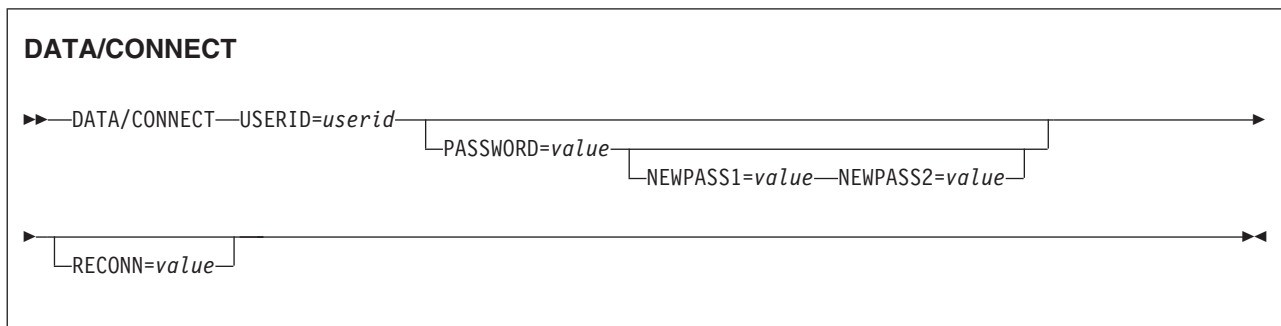 DATA/CONNECT
DATA/CONNECT USERID=userid
PASSWORD=value
NEWPASS1=value NEWPASS2=value
RECONN=value